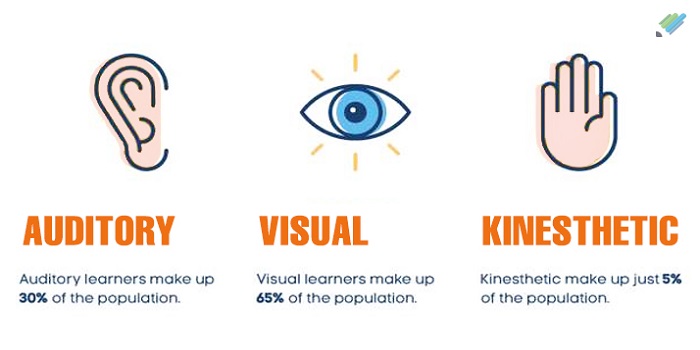 AUDITORY
Auditory learners make up
30% of the population.
VISUAL
Visual learners make up
65% of the population.
KINESTHETIC
Kinesthetic make up just 5%
of the population.